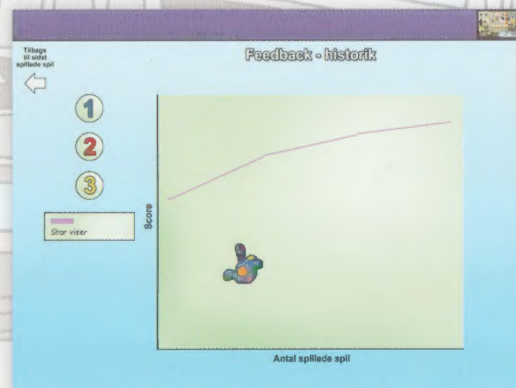 Tilbage
til sidst
spillede spil
Feedback - historik
1
2
3
Stor viser
Score
Antal spillede spil